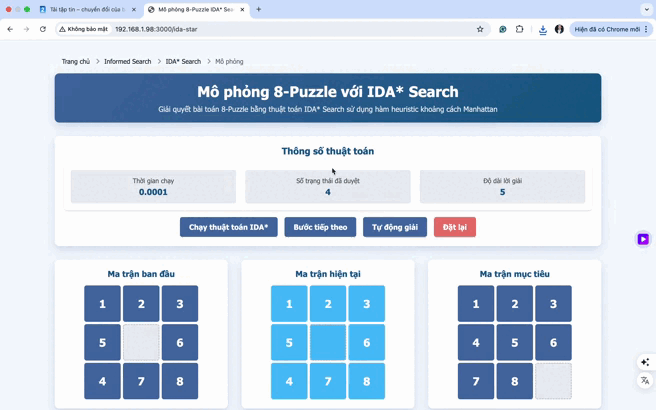 Tài tập tin – chuyển đổi của n
Mô phỏng 8-Puzzle IDA* Sea
Không bảo mật
192.168.1.98:3000/ida-star
Hiện đã có Chrome mới
Trang chủ > Informed Search > IDA* Search > Mô phỏng
Mô phỏng 8-Puzzle với IDA* Search
Giải quyết bài toán 8-Puzzle bằng thuật toán IDA* Search sử dụng hàm heuristic khoảng cách Manhattan
Thông số thuật toán
Thời gian chạy
0.0001
Số trạng thái đã duyệt
4
Độ dài lời giải
5
Chạy thuật toán IDA*
Bước tiếp theo
Tự động giải
Đặt lại
Ma trận ban đầu
1 2 3
5 6
4 7 8
Ma trận hiện tại
1 2 3
5 6
4 7 8
Ma trận mục tiêu
1 2 3
4 5 6
7 8